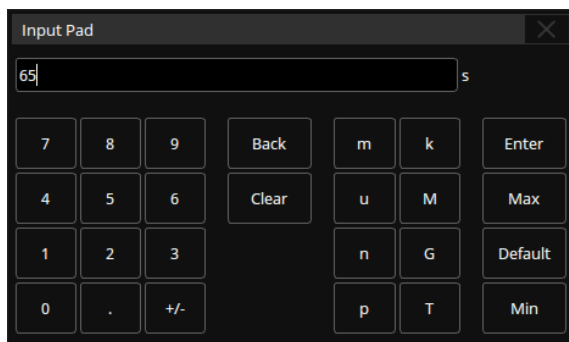 Input Pad
65 s
7 8 9 Back m k Enter
4 5 6 Clear u M Max
1 2 3 n G Default
0 . +/- p T Min